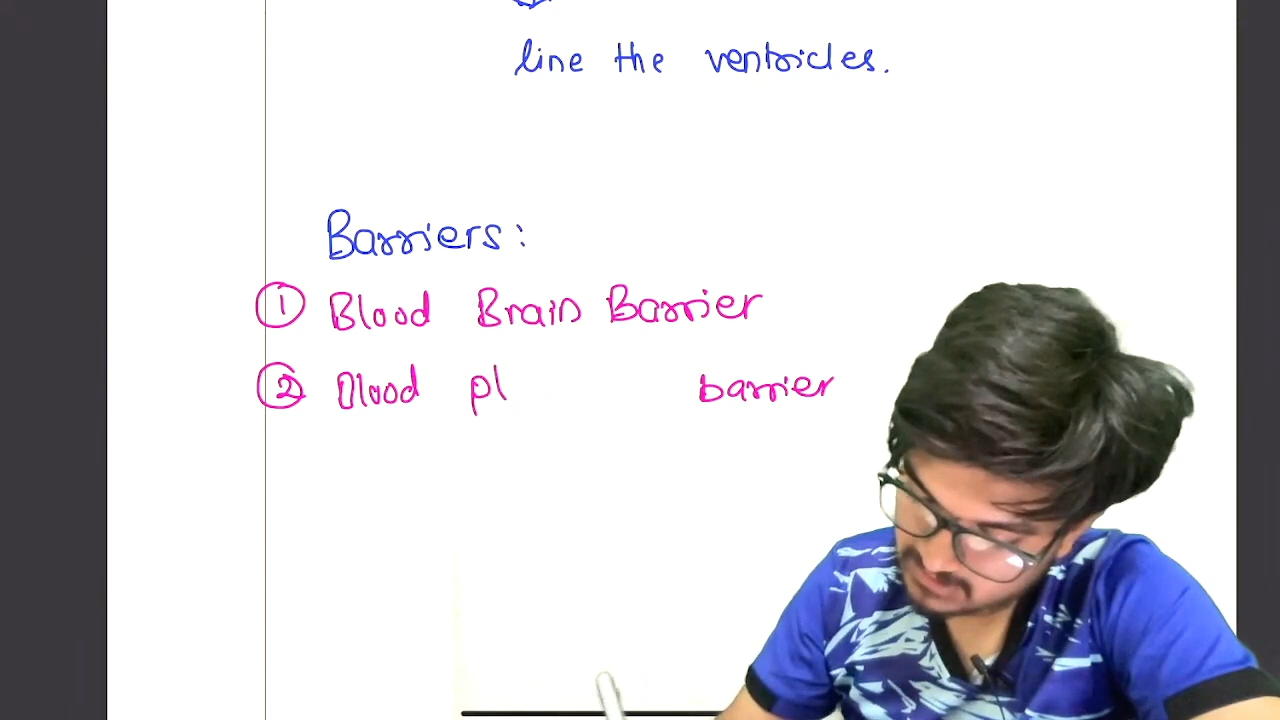 line the ventricles.
Barriers:
① Blood Brain Barrier
② Blood pl barrier